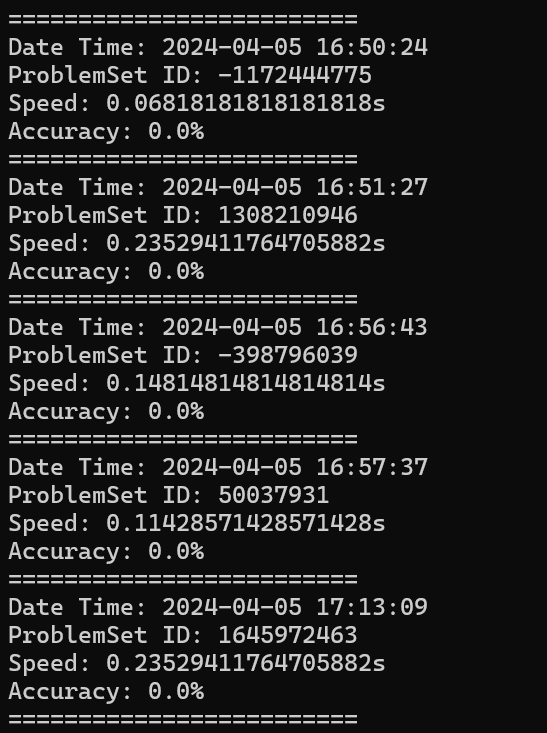 =========================
Date Time: 2024-04-05 16:50:24
ProblemSet ID: -1172444775
Speed: 0.06818181818181818s
Accuracy: 0.0%
=========================
Date Time: 2024-04-05 16:51:27
ProblemSet ID: 1308210946
Speed: 0.23529411764705882s
Accuracy: 0.0%
=========================
Date Time: 2024-04-05 16:56:43
ProblemSet ID: -398796039
Speed: 0.14814814814814814s
Accuracy: 0.0%
=========================
Date Time: 2024-04-05 16:57:37
ProblemSet ID: 50037931
Speed: 0.11428571428571428s
Accuracy: 0.0%
=========================
Date Time: 2024-04-05 17:13:09
ProblemSet ID: 1645972463
Speed: 0.23529411764705882s
Accuracy: 0.0%
=========================